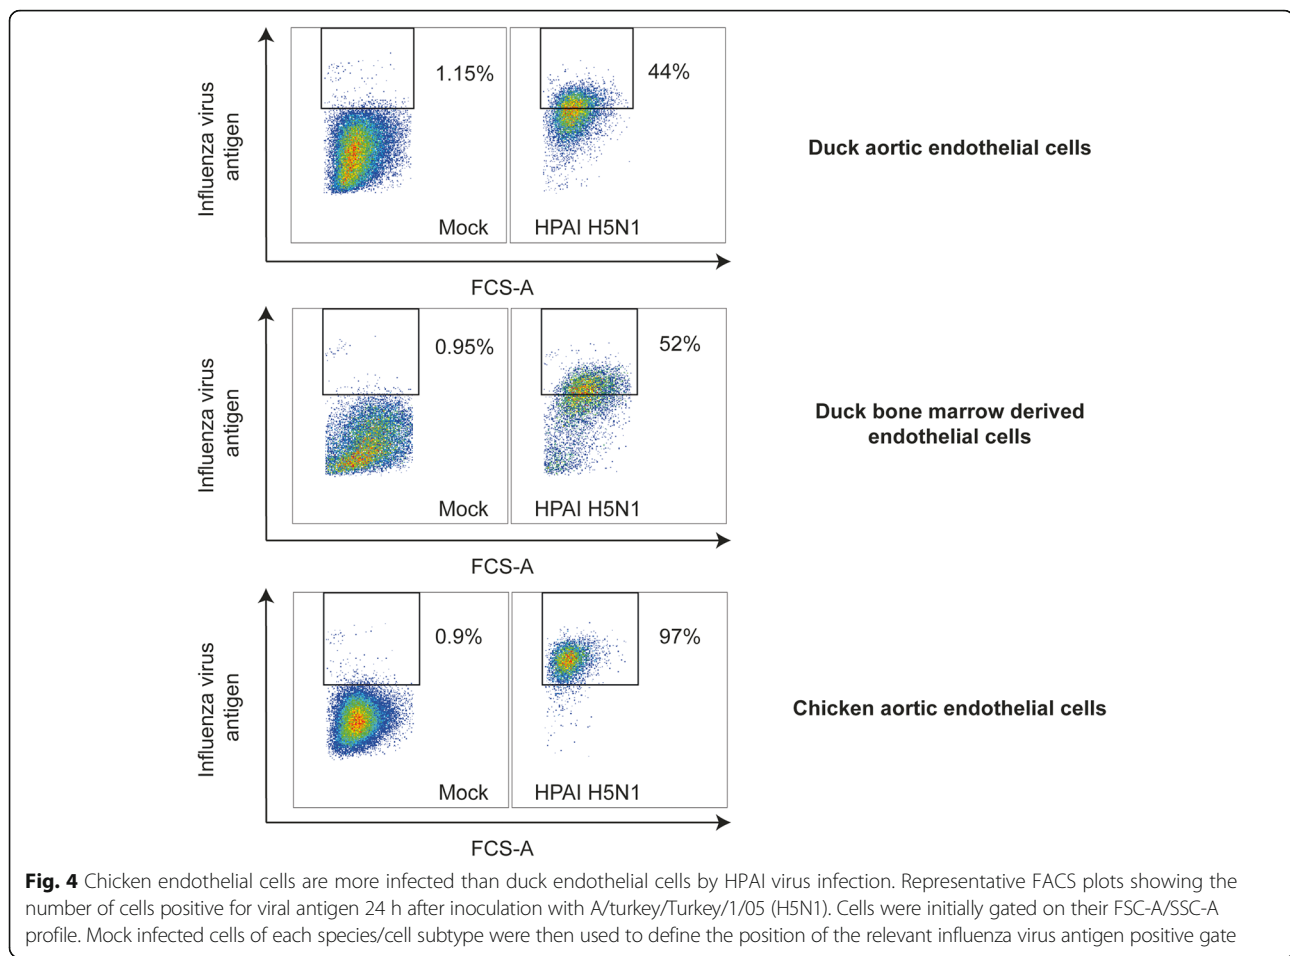 Influenza virus
antigen
1.15%
Mock
44%
HPAI H5N1
FCS-A
Duck aortic endothelial cells
Influenza virus
antigen
0.95%
Mock
52%
HPAI H5N1
FCS-A
Duck bone marrow derived
endothelial cells
Influenza virus
antigen
0.9%
Mock
97%
HPAI H5N1
FCS-A
Chicken aortic endothelial cells
Fig. 4 Chicken endothelial cells are more infected than duck endothelial cells by HPAI virus infection. Representative FACS plots showing the
number of cells positive for viral antigen 24 h after inoculation with A/turkey/Turkey/1/05 (H5N1). Cells were initially gated on their FSC-A/SSC-A
profile. Mock infected cells of each species/cell subtype were then used to define the position of the relevant influenza virus antigen positive gate